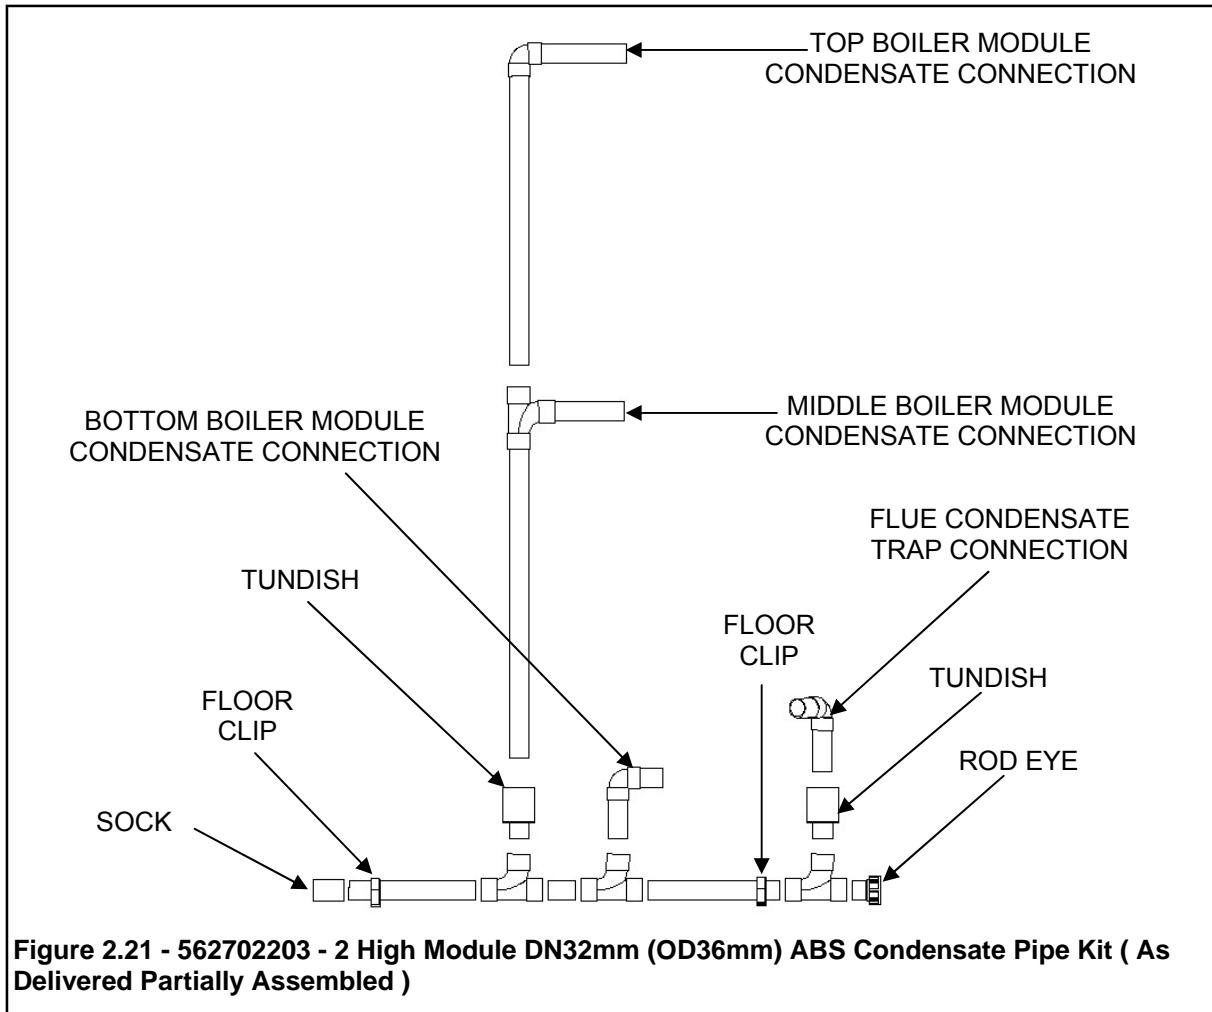 TOP BOILER MODULE
CONDENSATE CONNECTION
BOTTOM BOILER MODULE
CONDENSATE CONNECTION
MIDDLE BOILER MODULE
CONDENSATE CONNECTION
FLUE CONDENSATE
TRAP CONNECTION
TUNDISH
FLOOR
CLIP
TUNDISH
FLOOR
CLIP
ROD EYE
SOCK
Figure 2.21 - 562702203 - 2 High Module DN32mm (OD36mm) ABS Condensate Pipe Kit ( As
Delivered Partially Assembled )